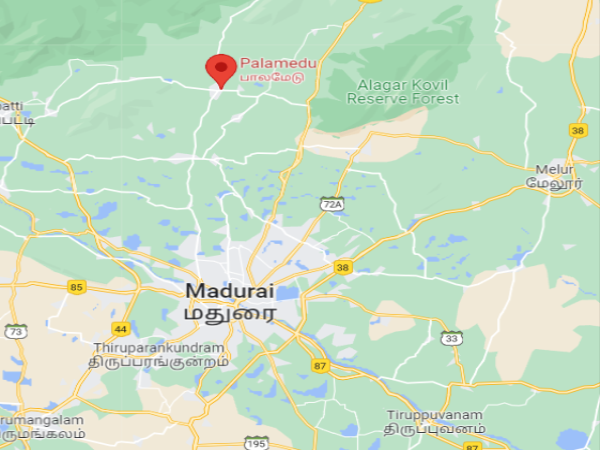 Palamedu
பாலமேடு
Alagar Kovil
Reserve Forest
atti
பட்டி
38
Melur
மேலூர்
72A
38
Madurai
மதுரை
85
44
73
33
Thiruparankundram
திருப்பரங்குன்றம்
87
87
rumangalam
ருமங்கலம்
Tiruppuvanam
திருப்புவனம்
195